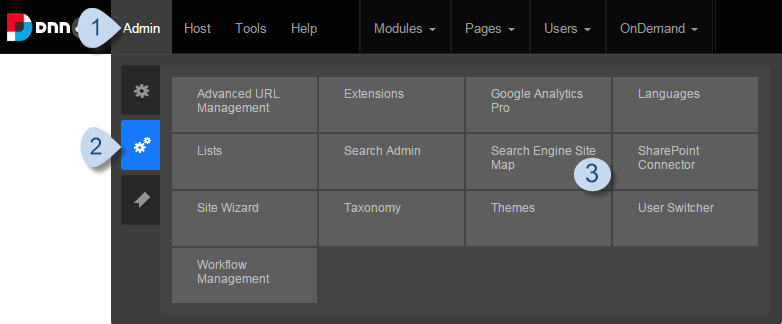 DNN
1
Admin
Host
Tools
Help
Modules
Pages
Users
OnDemand
2
Advanced URL
Management
Extensions
Google Analytics
Pro
Languages
Lists
Search Admin
Search Engine Site
Map
3
SharePoint
Connector
Site Wizard
Taxonomy
Themes
User Switcher
Workflow
Management